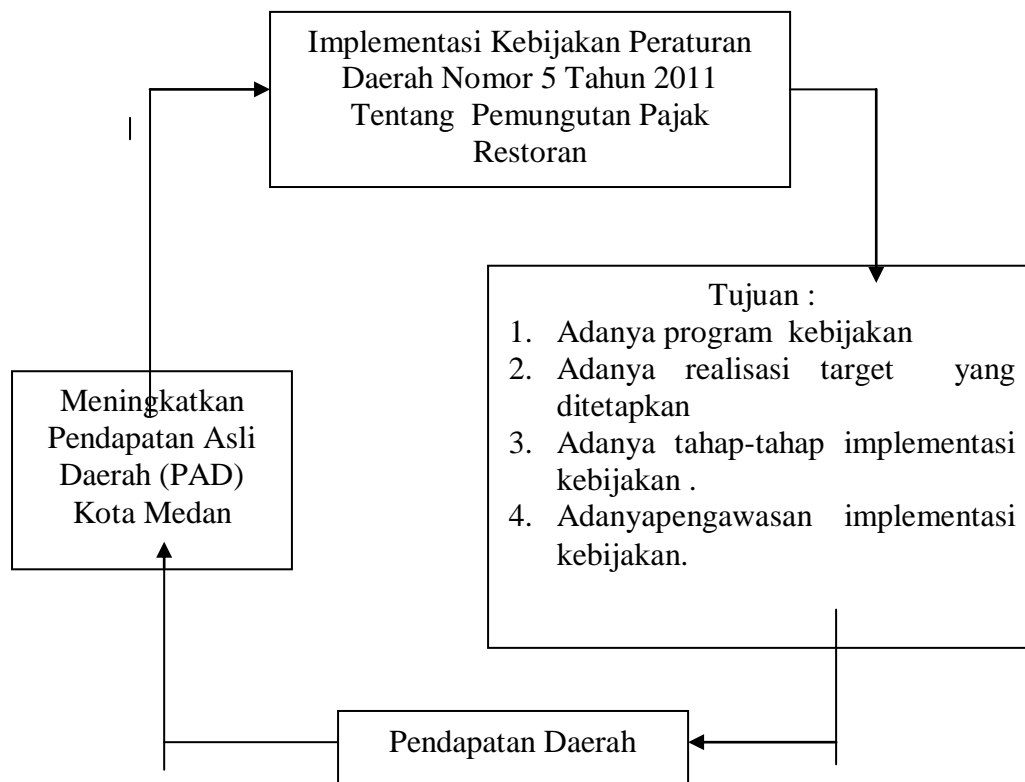 Implementasi Kebijakan Peraturan
Daerah Nomor 5 Tahun 2011
Tentang  Pemungutan Pajak
Restoran
Tujuan :
1. Adanya program  kebijakan
2. Adanya realisasi target yang
ditetapkan
3. Adanya tahap-tahap implementasi
kebijakan .
4. Adanyapengawasan implementasi
kebijakan.
Meningkatkan
Pendapatan Asli
Daerah (PAD)
Kota Medan
Pendapatan Daerah